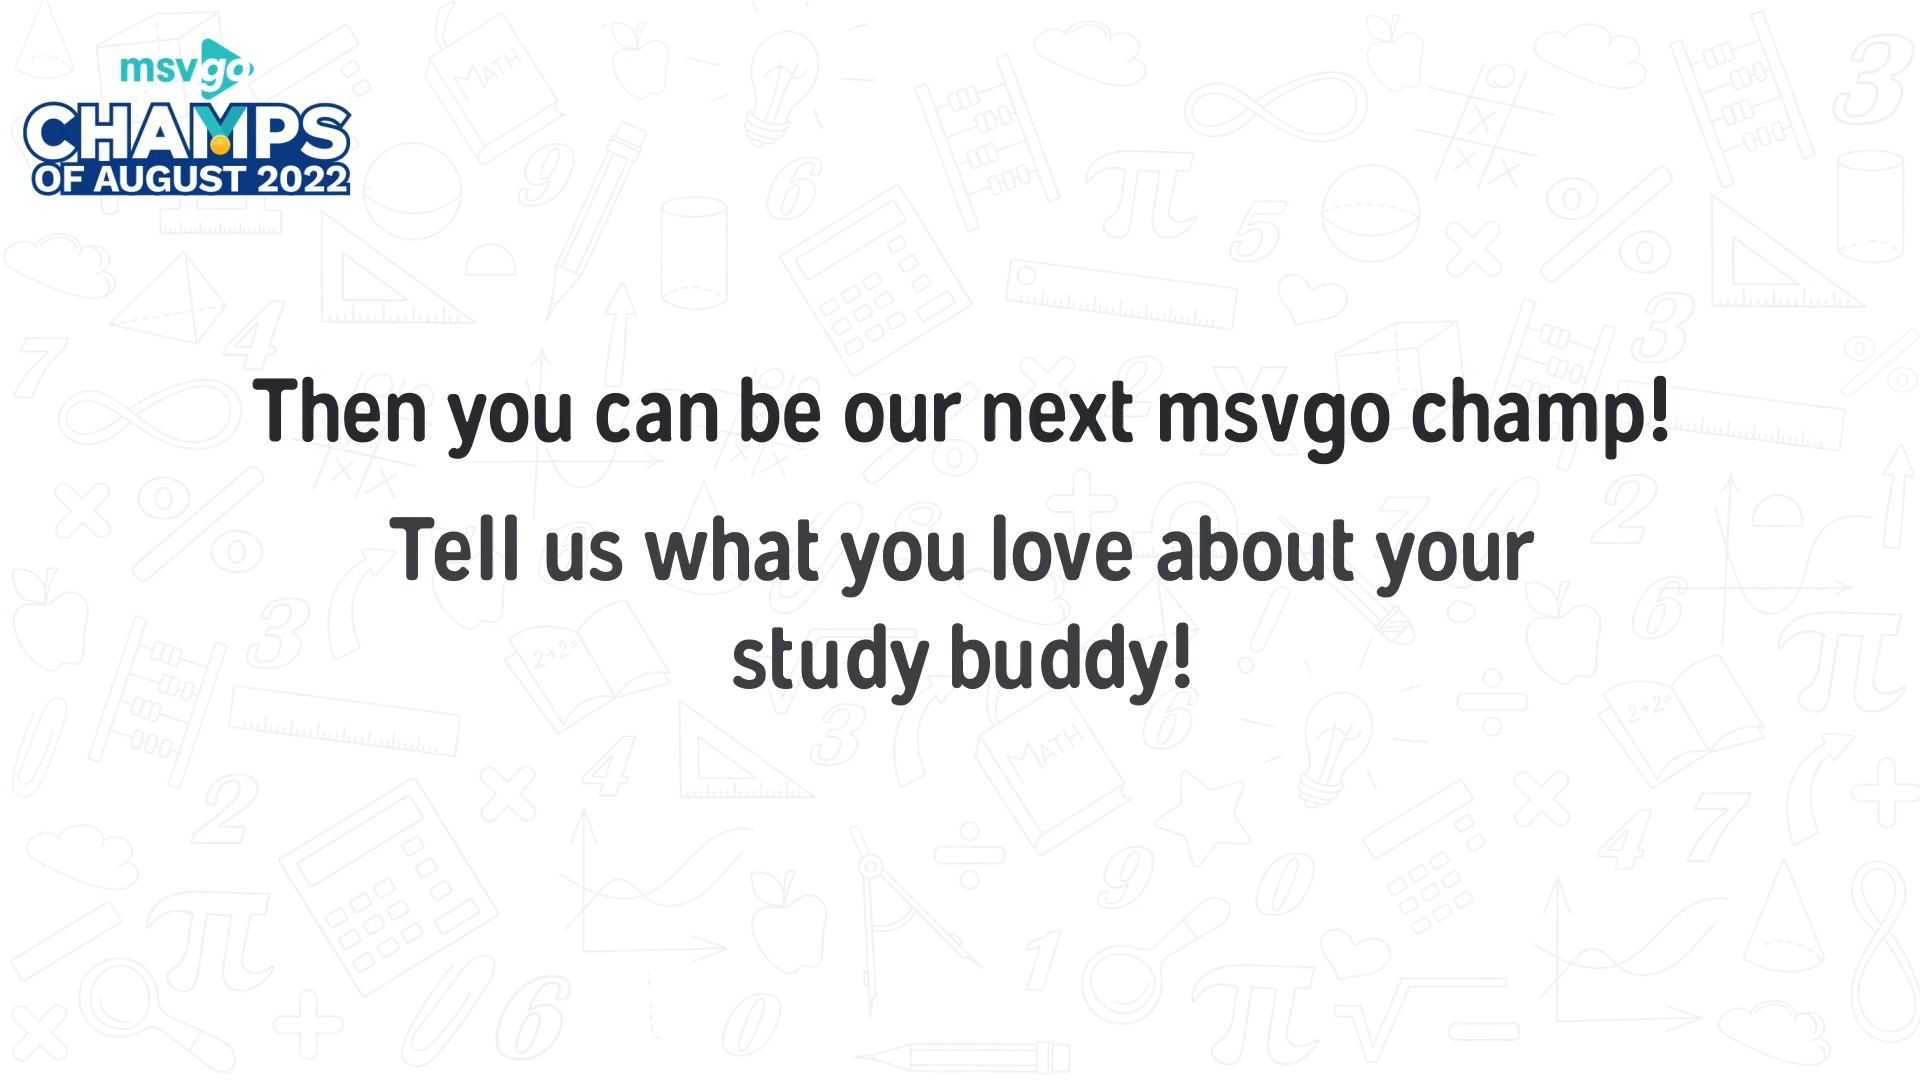 msvgo
CHAMPS
OF AUGUST 2022
Then you can be our next msvgo champ!
Tell us what you love about your
study buddy!